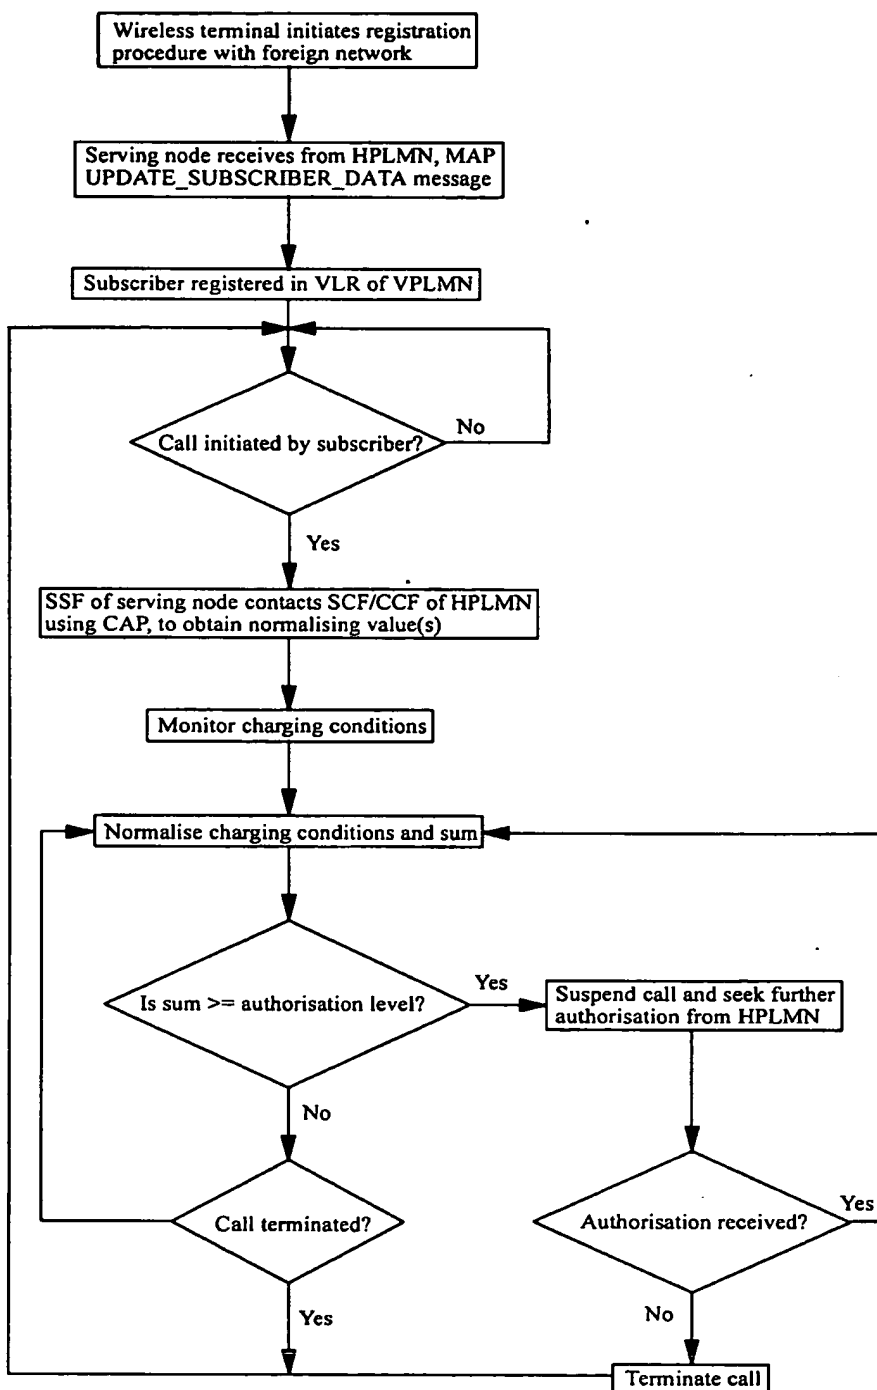 Wireless terminal initiates registration
procedure with foreign network
Serving node receives from HPLMN, MAP
UPDATE_SUBSCRIBER_DATA message
Subscriber registered in VLR of VPLMN
Call initiated by subscriber?
No
Yes
SSF of serving node contacts SCF/CCF of HPLMN
using CAP, to obtain normalising value(s)
Monitor charging conditions
Normalise charging conditions and sum
Is sum >= authorisation level?
Yes
Suspend call and seek further
authorisation from HPLMN
No
Call terminated?
Authorisation received?
Yes
Yes
No
Terminate call